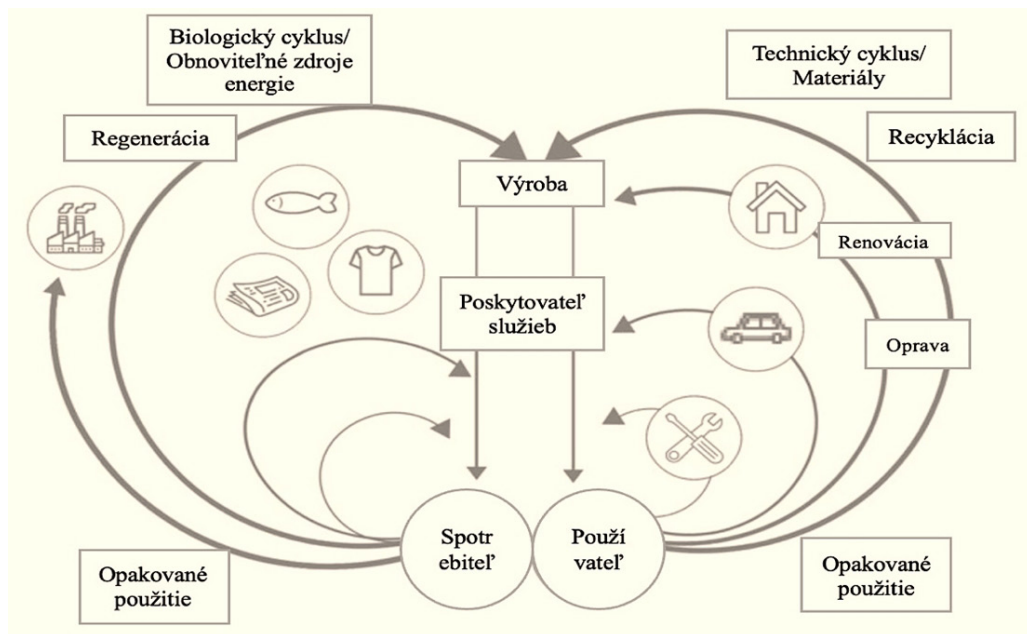 Biologický cyklus/
Obnoviteľné zdroje
energie
Technický cyklus/
Materiály
Regenerácia
Recyklácia
Výroba
Renovácia
Poskytovateľ
služieb
Oprava
Spotr
ebiteľ
Použí
vateľ
Opakované
použitie
Opakované
použitie